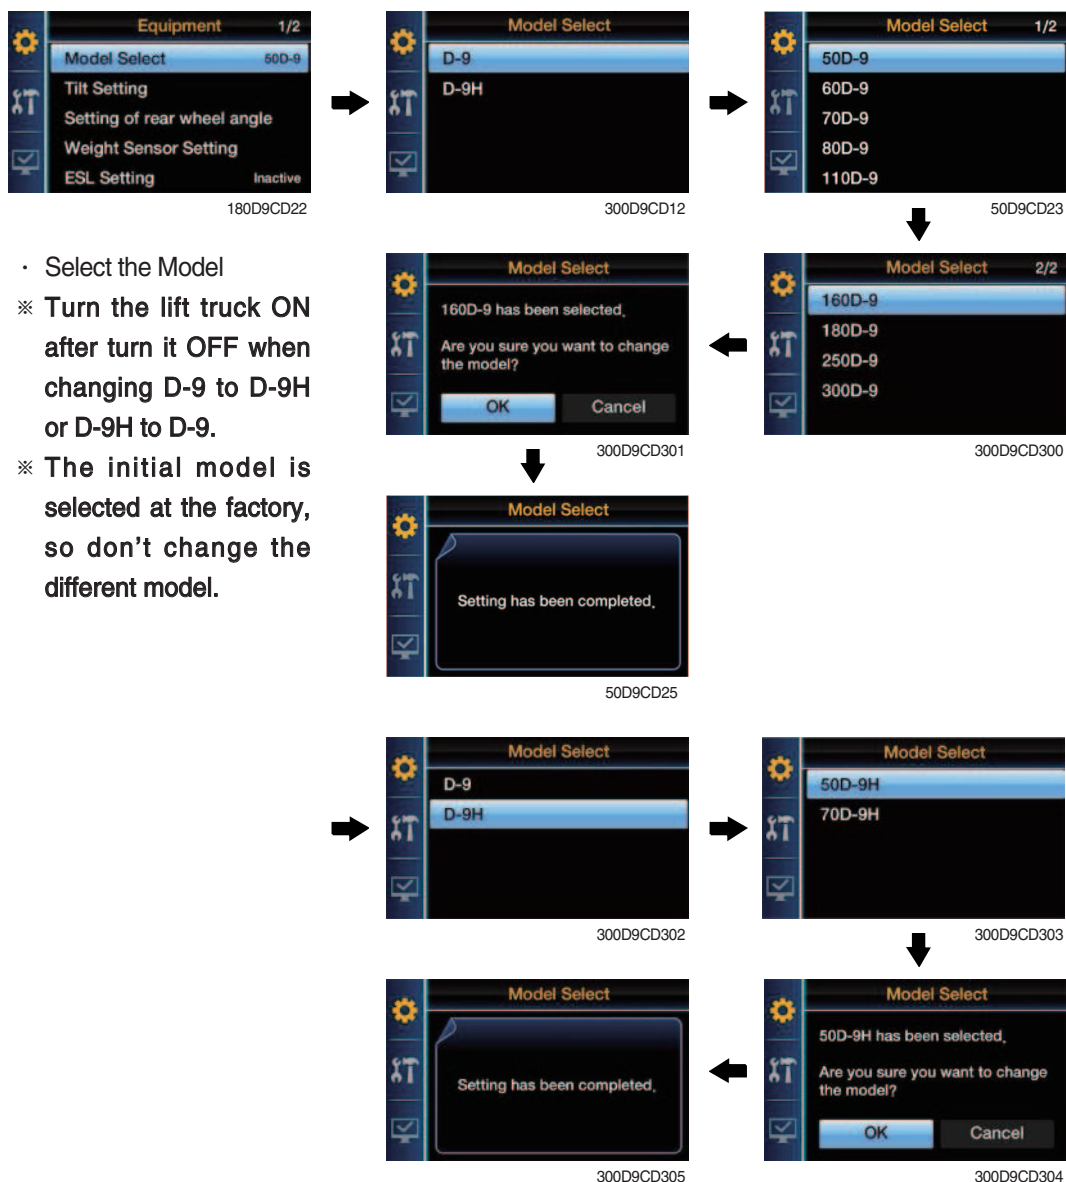 Equipment 1/2
Model Select 50D-9
Tilt Setting
Setting of rear wheel angle
Weight Sensor Setting
ESL Setting Inactive
180D9CD22
Model Select
D-9
D-9H
300D9CD12
Model Select 1/2
50D-9
60D-9
70D-9
80D-9
110D-9
50D9CD23
· Select the Model
※ Turn the lift truck ON
after turn it OFF when
changing D-9 to D-9H
or D-9H to D-9.
※ The initial model is
selected at the factory,
so don't change the
different model.
Model Select 2/2
160D-9
180D-9
250D-9
300D-9
300D9CD300
Model Select
160D-9 has been selected.
Are you sure you want to change
the model?
OK Cancel
300D9CD301
Model Select
Setting has been completed.
50D9CD25
Model Select
D-9
D-9H
300D9CD302
Model Select
50D-9H
70D-9H
300D9CD303
Model Select
50D-9H has been selected.
Are you sure you want to change
the model?
OK Cancel
300D9CD304
Model Select
Setting has been completed.
300D9CD305